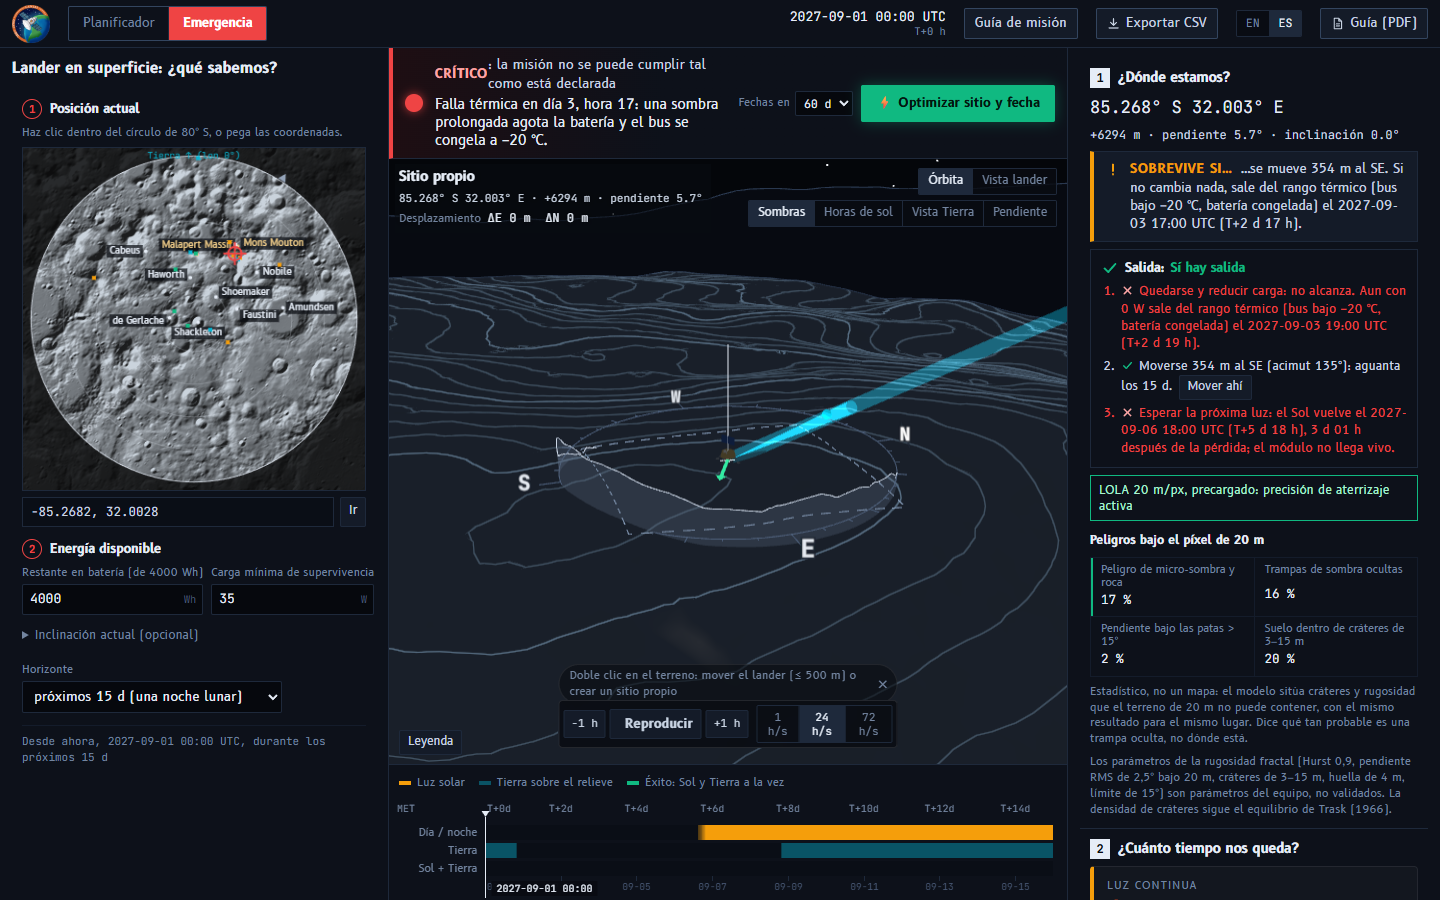 Planificador
Emergencia
2027-09-01 00:00 UTC
T+0 h
Guía de misión
Exportar CSV
EN
ES
Guía (PDF)
Lander en superficie: ¿qué sabemos?
1 Posición actual
Haz clic dentro del círculo de 80° S, o pega las coordenadas.
Tierra ↑ (lon 0°)
Malapert Massif
Mons Mouton
Cabeus
Haworth
Nobile
Shoemaker
Amundsen
Faustini
de Gerlache
Shackleton
-85.2682, 32.0028
Ir
2 Energía disponible
Restante en batería [de 4000 Wh]
Carga mínima de supervivencia
4000 Wh
35 W
▶ Inclinación actual (opcional)
Horizonte
próximos 15 d (una noche lunar)
Desde ahora, 2027-09-01 00:00 UTC, durante los
próximos 15 d
CRÍTICO: la misión no se puede cumplir tal
como está declarada
Falla térmica en día 3, hora 17: una sombra
prolongada agota la batería y el bus se
congela a −20 °C.
Fechas en
60 d
Optimizar sitio y fecha
Sitio propio
85.268° S 32.003° E · +6294 m · pendiente 5.7°
Desplazamiento ΔE 0 m ΔN 0 m
Órbita
Vista lander
Sombras
Horas de sol
Vista Tierra
Pendiente
W
N
S
E
Doble clic en el terreno: mover el lander (≤ 500 m) o
crear un sitio propio
×
-1 h
Reproducir
+1 h
1
h/s
24
h/s
72
h/s
Leyenda
Luz solar
Tierra sobre el relieve
Éxito: Sol y Tierra a la vez
MET
T+0d
T+2d
T+4d
T+6d
T+8d
T+10d
T+12d
T+14d
Día / noche
Tierra
Sol + Tierra
2027-09-01 00:00
09-05
09-07
09-09
09-11
09-13
09-15
1 ¿Dónde estamos?
85.268° S 32.003° E
+6294 m · pendiente 5.7° · inclinación 0.0°
! SOBREVIVE SI... ...se mueve 354 m al SE. Si
no cambia nada, sale del rango térmico (bus
bajo −20 °C, batería congelada) el 2027-09-
03 17:00 UTC (T+2 d 17 h).
Salida: Sí hay salida
1. ✕ Quedarse y reducir carga: no alcanza. Aun con
0 W sale del rango térmico (bus bajo −20 °C,
batería congelada) el 2027-09-03 19:00 UTC
(T+2 d 19 h).
2. ✓ Moverse 354 m al SE (acimut 135°): aguanta
los 15 d. Mover ahí
3. ✕ Esperar la próxima luz: el Sol vuelve el 2027-
09-06 18:00 UTC (T+5 d 18 h), 3 d 01 h
después de la pérdida; el módulo no llega vivo.
LOLA 20 m/px, precargado: precisión de aterrizaje
activa
Peligros bajo el píxel de 20 m
Peligro de micro-sombra y
roca
17 %
Trampas de sombra ocultas
16 %
Pendiente bajo las patas >
15°
2 %
Suelo dentro de cráteres de
3–15 m
20 %
Estadístico, no un mapa: el modelo sitúa cráteres y rugosidad
que el terreno de 20 m no puede contener, con el mismo
resultado para el mismo lugar. Dice qué tan probable es una
trampa oculta, no dónde está.
Los parámetros de la rugosidad fractal (Hurst 0,9, pendiente
RMS de 2,5° bajo 20 m, cráteres de 3–15 m, huella de 4 m,
límite de 15°) son parámetros del equipo, no validados. La
densidad de cráteres sigue el equilibrio de Trask (1966).
2 ¿Cuánto tiempo nos queda?
LUZ CONTINUA